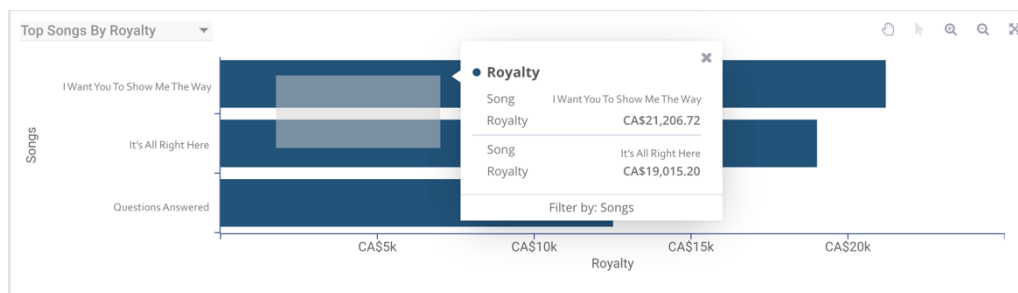 Top Songs By Royalty
Songs
I Want You To Show Me The Way
It's All Right Here
Questions Answered
Royalty
Song I Want You To Show Me The Way
Royalty CA$21,206.72
Song It's All Right Here
Royalty CA$19,015.20
Filter by: Songs
CA$5k CA$10k CA$15k CA$20k
Royalty